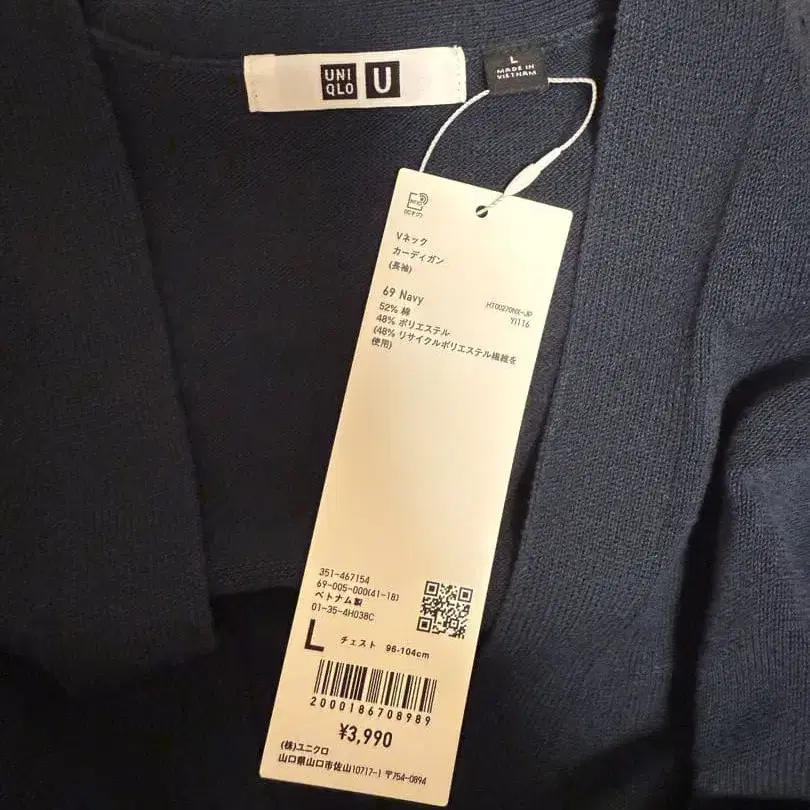 UNI
QLO
U
L
MADE IN
VIETNAM
Vネック
カーディガン
(長袖)
69 Navy
HT00270NX-JP
YI116
52% 綿
48% ポリエステル
(48% リサイクルポリエステル繊維を
使用)
351-467154
69-005-000(41-18)
ベトナム製
01-35-4H038C
L チェスト 96-104cm
2000186708989
¥3,990
(株)ユニクロ
山口県山口市佐山10717-1 〒754-0894